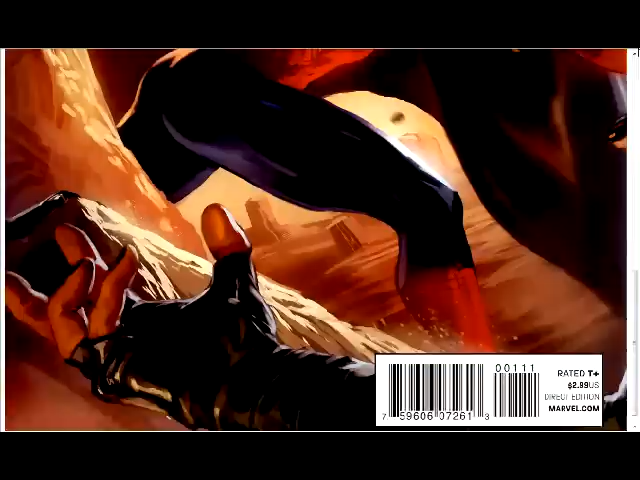 00111
RATED T+
$2.99US
DIRECT EDITION
MARVEL.COM
7 59606 07261 3